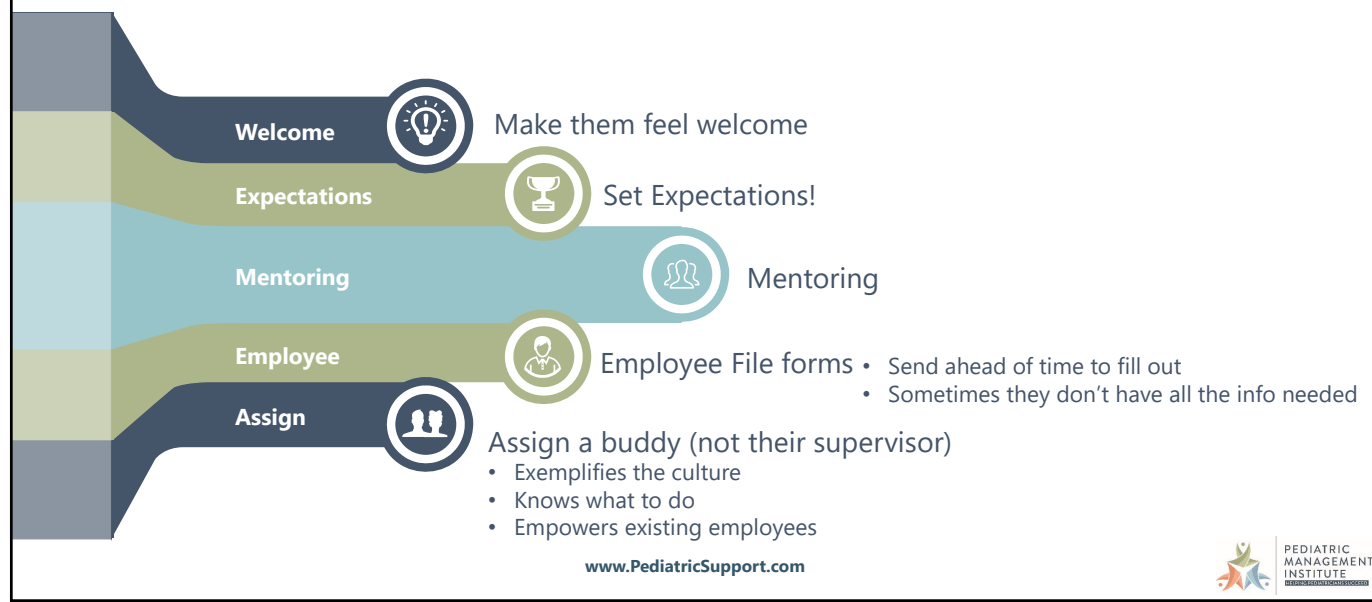 Welcome
Make them feel welcome
Expectations
Set Expectations!
Mentoring
Mentoring
Employee
Employee File forms
• Send ahead of time to fill out
• Sometimes they don’t have all the info needed
Assign
Assign a buddy (not their supervisor)
• Exemplifies the culture
• Knows what to do
• Empowers existing employees
www.PediatricSupport.com
PEDIATRIC
MANAGEMENT
INSTITUTE